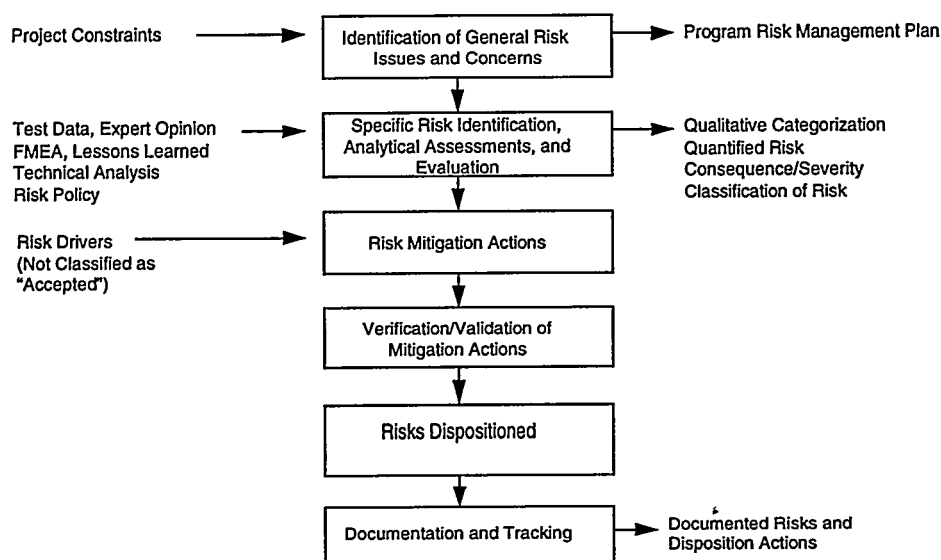 Project Constraints
Identification of General Risk
Issues and Concerns
Program Risk Management Plan
Test Data, Expert Opinion
FMEA, Lessons Learned
Technical Analysis
Risk Policy
Specific Risk Identification,
Analytical Assessments, and
Evaluation
Qualitative Categorization
Quantified Risk
Consequence/Severity
Classification of Risk
Risk Drivers
(Not Classified as
"Accepted")
Risk Mitigation Actions
Verification/Validation of
Mitigation Actions
Risks Dispositioned
Documentation and Tracking
Documented Risks and
Disposition Actions